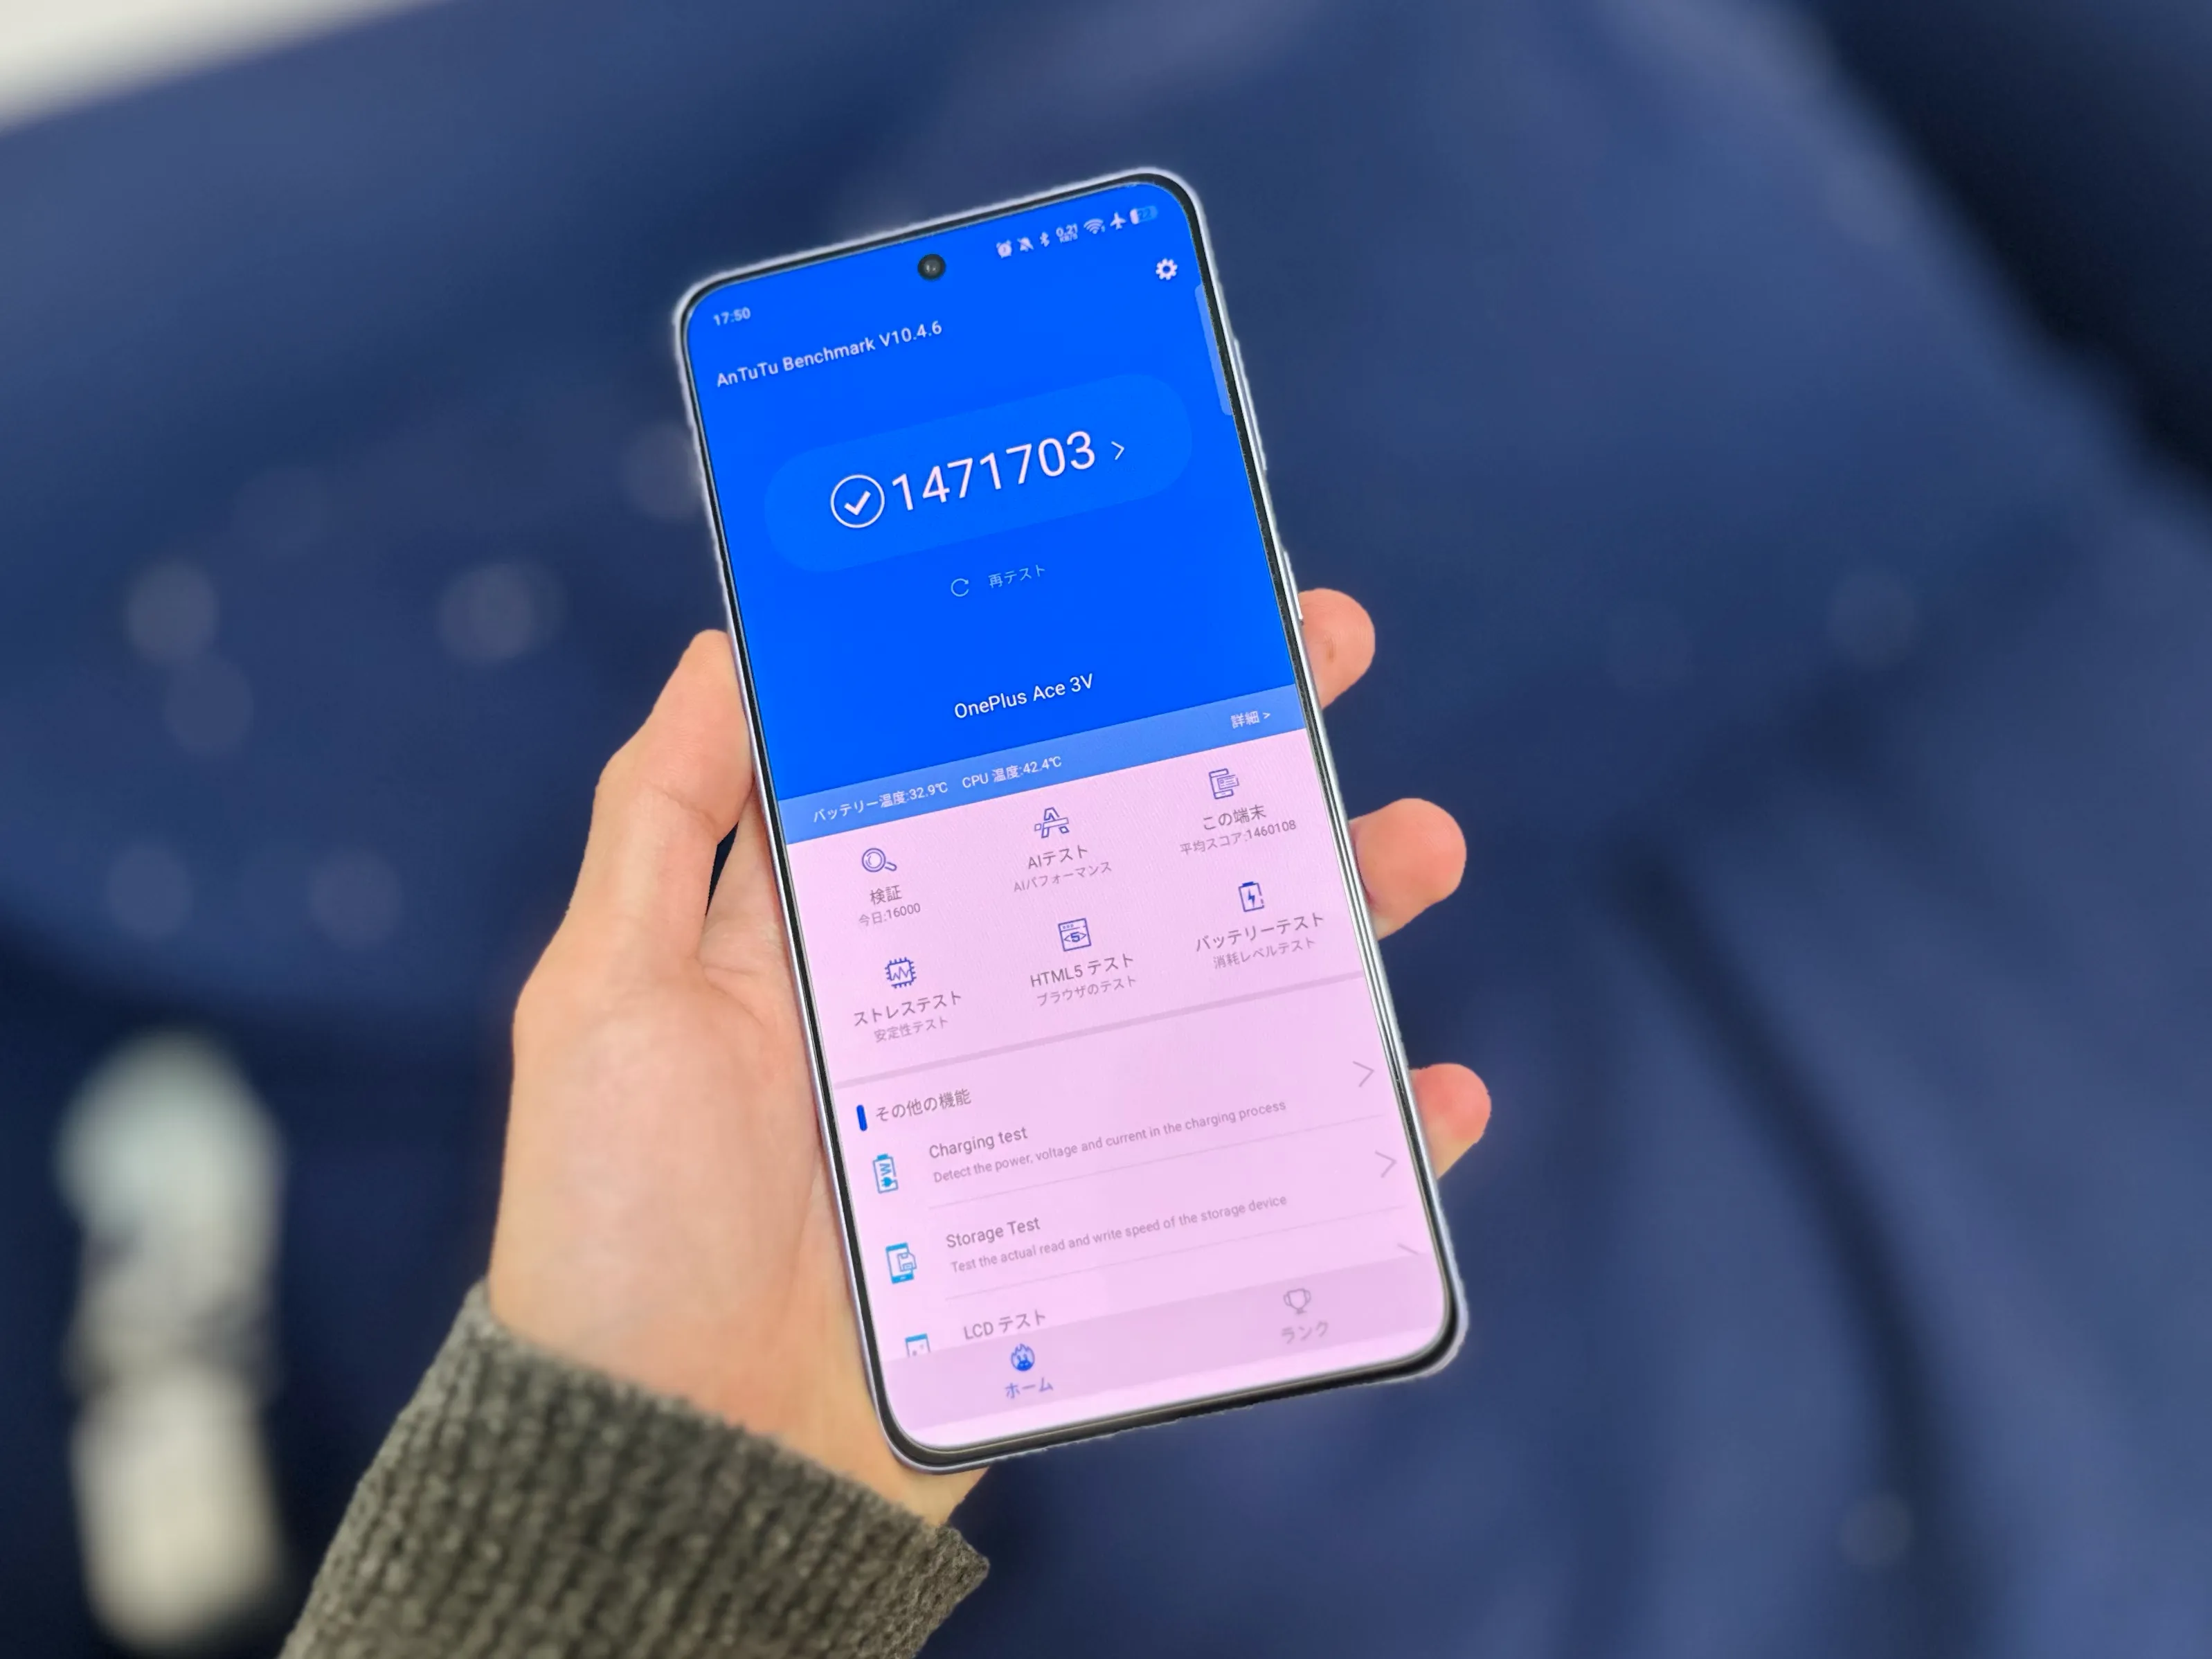 17:50
0.21
KB/S
AnTuTu Benchmark V10.4.6
1471703 >
再テスト
OnePlus Ace 3V
バッテリー温度:32.9℃ CPU 温度:42.4℃ 詳細 >
検証
今日:16000
AIテスト
AIパフォーマンス
この端末
平均スコア:1460108
ストレステスト
安定性テスト
HTML5 テスト
ブラウザのテスト
バッテリーテスト
消耗レベルテスト
その他の機能
Charging test
Detect the power, voltage and current in the charging process
Storage Test
Test the actual read and write speed of the storage device
LCD テスト
ホーム
ランク